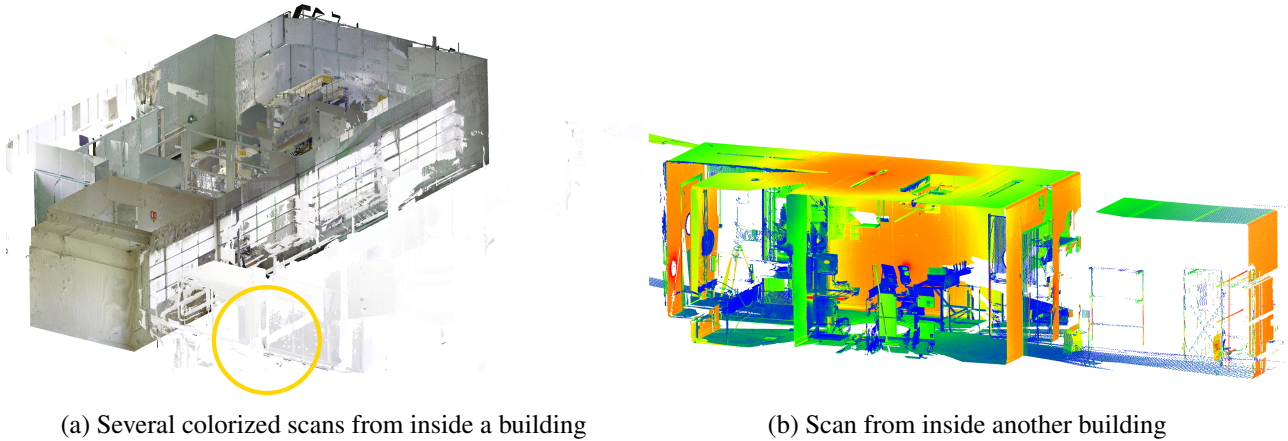 (a) Several colorized scans from inside a building
(b) Scan from inside another building